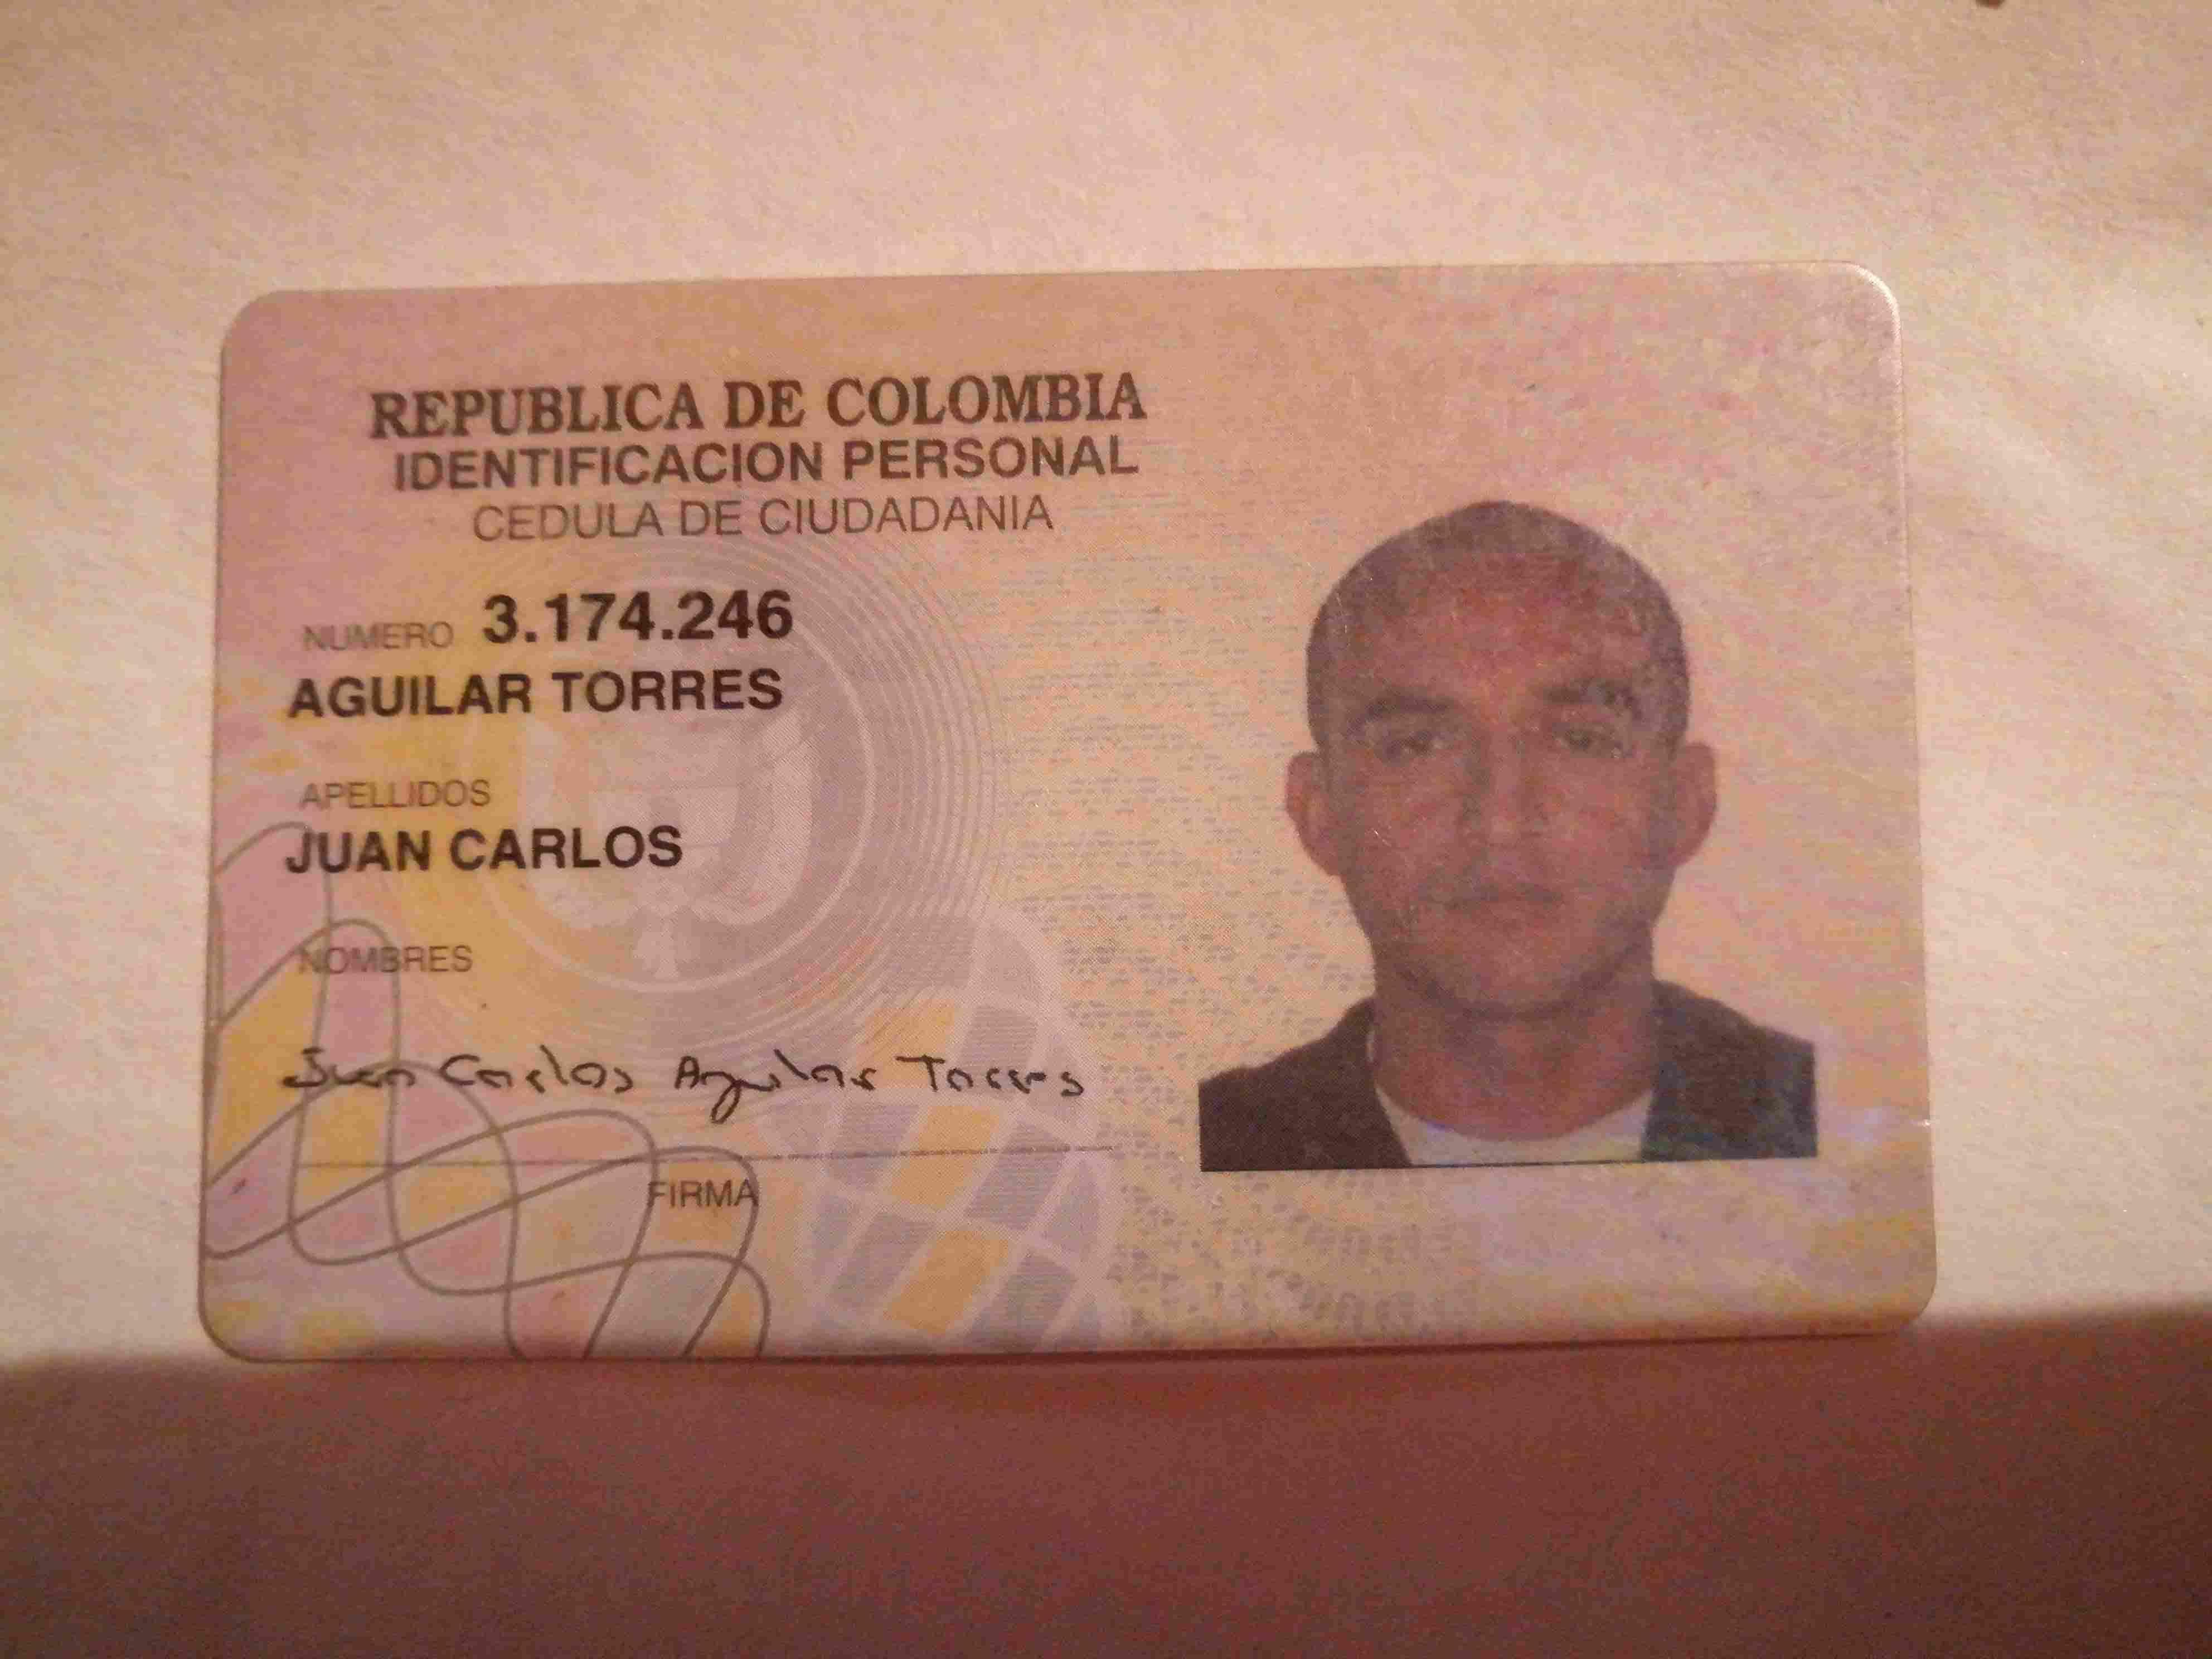 REPUBLICA DE COLOMBIA
IDENTIFICACION PERSONAL
CEDULA DE CIUDADANIA
NUMERO 3.174.246
AGUILAR TORRES
APELLIDOS
JUAN CARLOS
NOMBRES
Juan Carlos Aguilar Torres
FIRMA